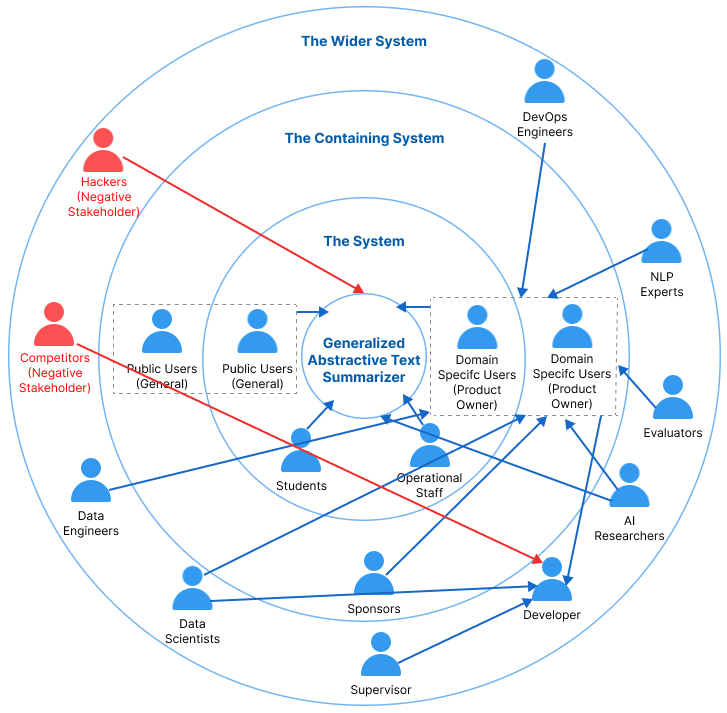 The Wider System
DevOps
Engineers
The Containing System
Hackers
(Negative
Stakeholder)
The System
NLP
Experts
Generalized
Abstractive Text
Summarizer
Competitors
(Negative
Stakeholder)
Public Users
(General)
Public Users
(General)
Domain
Specifc Users
(Product
Owner)
Domain
Specifc Users
(Product
Owner)
Evaluators
Students
Operational
Staff
Data
Engineers
AI
Researchers
Data
Scientists
Sponsors
Developer
Supervisor